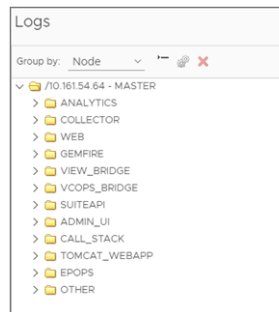 Logs
Group by: Node
/10.161.54.64 - MASTER
ANALYTICS
COLLECTOR
WEB
GEMFIRE
VIEW_BRIDGE
VCOPS_BRIDGE
SUITEAPI
ADMIN_UI
CALL_STACK
TOMCAT_WEBAPP
EPOPS
OTHER